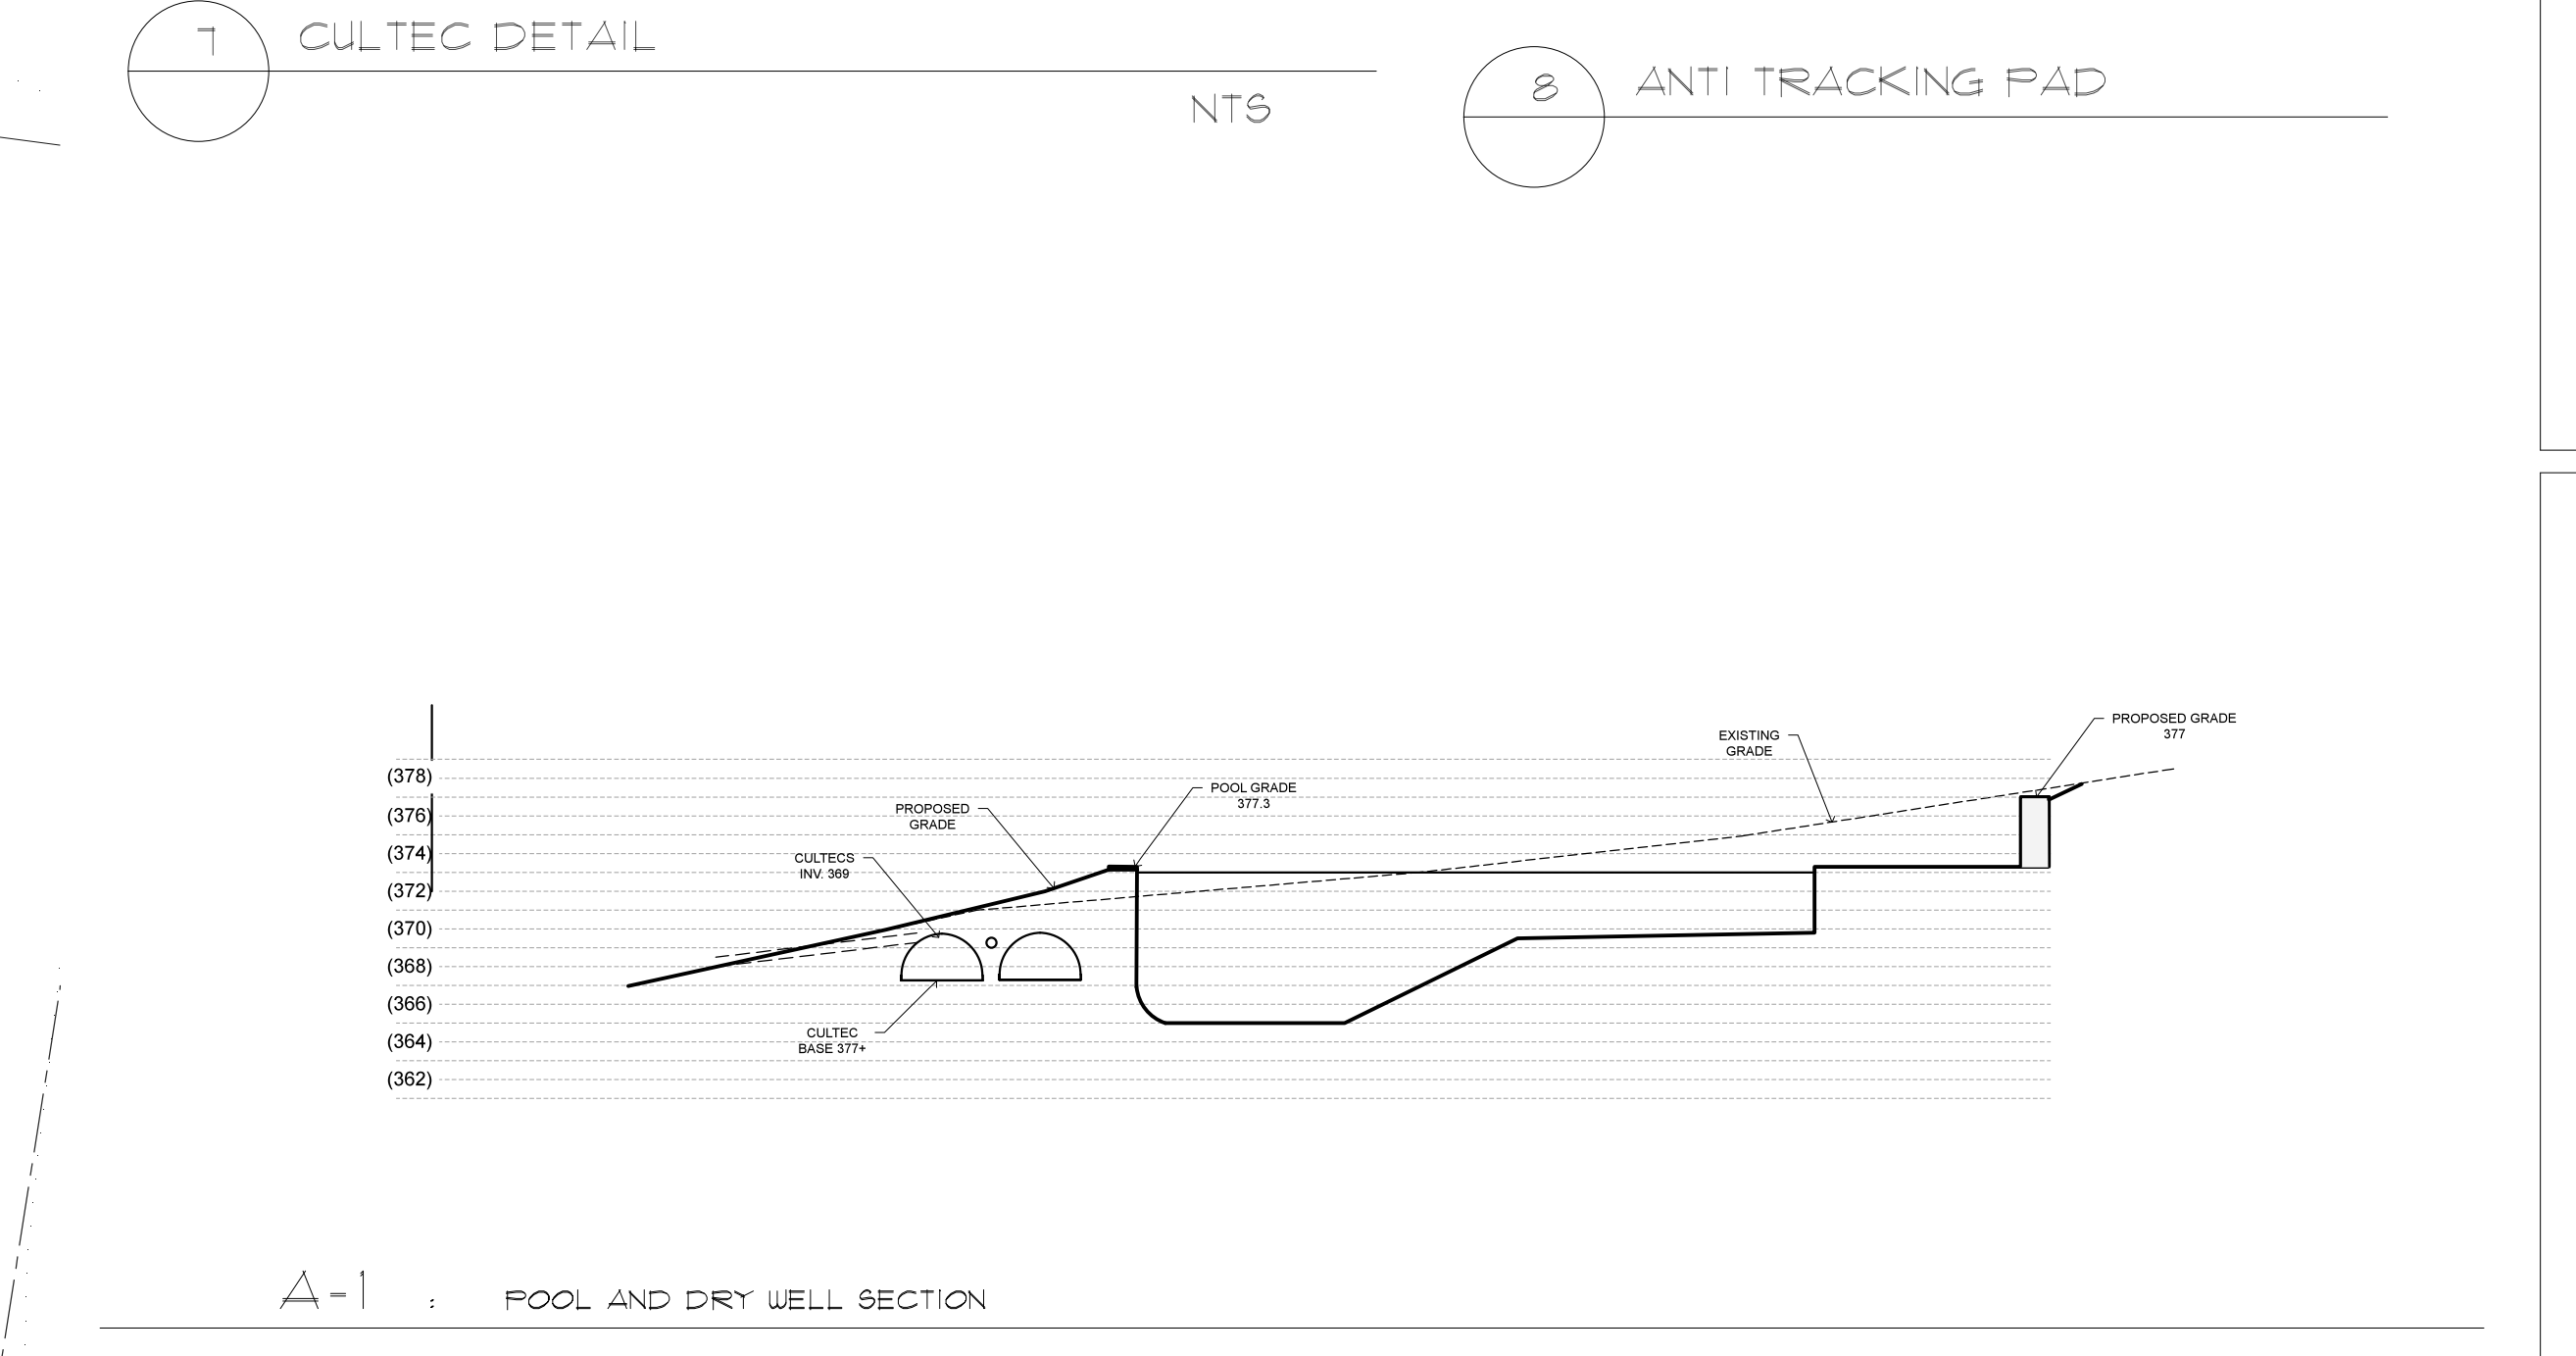 7
CULTEC DETAIL
NTS
8
ANTI TRACKING PAD
PROPOSED GRADE
377
EXISTING
GRADE
POOL GRADE
377.3
PROPOSED
GRADE
CULTECS
INV. 369
CULTEC
BASE 377+
(378)
(376)
(374)
(372)
(370)
(368)
(366)
(364)
(362)
A-1 : POOL AND DRY WELL SECTION